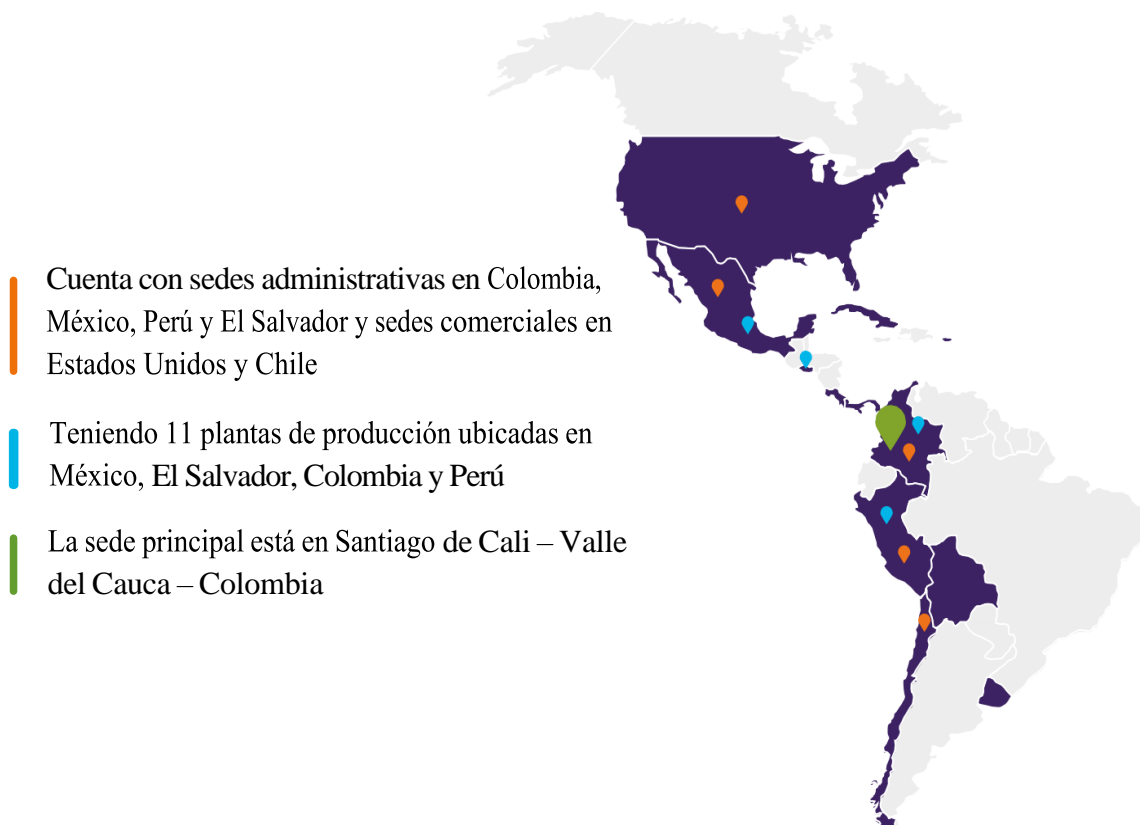 Cuenta con sedes administrativas en Colombia,
México, Perú y El Salvador y sedes comerciales en
Estados Unidos y Chile
Teniendo 11 plantas de producción ubicadas en
México, El Salvador, Colombia y Perú
La sede principal está en Santiago de Cali – Valle
del Cauca – Colombia